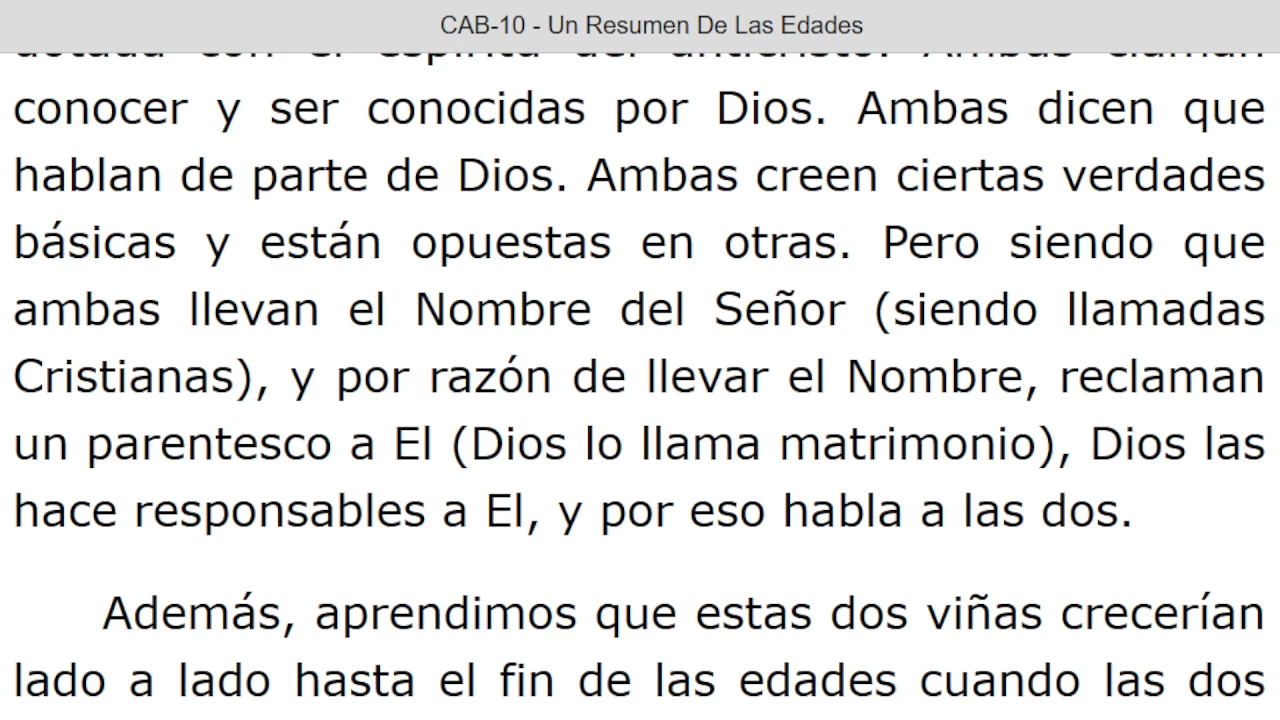 CAB-10 - Un Resumen De Las Edades
conocer y ser conocidas por Dios. Ambas dicen que
hablan de parte de Dios. Ambas creen ciertas verdades
básicas y están opuestas en otras. Pero siendo que
ambas llevan el Nombre del Señor (siendo llamadas
Cristianas), y por razón de llevar el Nombre, reclaman
un parentesco a El (Dios lo llama matrimonio), Dios las
hace responsables a El, y por eso habla a las dos.
Además, aprendimos que estas dos viñas crecerían
lado a lado hasta el fin de las edades cuando las dos